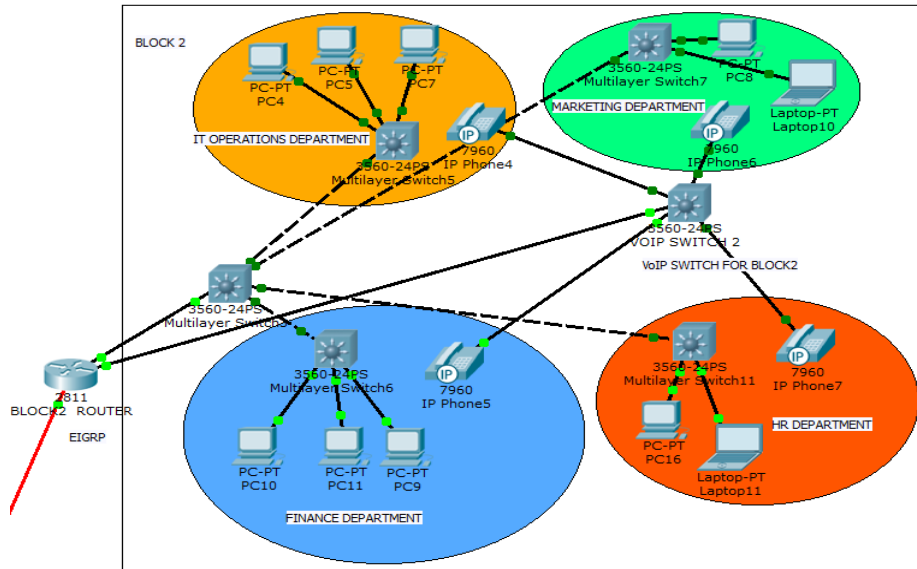 BLOCK 2
PC-PT
PC4
PC-PT
PC5
PC-PT
PC7
IT OPERATIONS DEPARTMENT
3560-24PS
Multilayer Switch5
IP
7960
IP Phone4
3560-24PS
Multilayer Switch7
PC-PT
PC8
MARKETING DEPARTMENT
Laptop-PT
Laptop10
IP
7960
IP Phone6
3560-24PS
VOIP SWITCH 2
VoIP SWITCH FOR BLOCK2
3560-24PS
Multilayer
2811
BLOCK2 ROUTER
EIGRP
3560-24PS
Multilayer Switch6
IP
7960
IP Phone5
PC-PT
PC10
PC-PT
PC11
PC-PT
PC9
FINANCE DEPARTMENT
3560-24PS
Multilayer Switch11
IP
7960
IP Phone7
PC-PT
PC16
HR DEPARTMENT
Laptop-PT
Laptop11